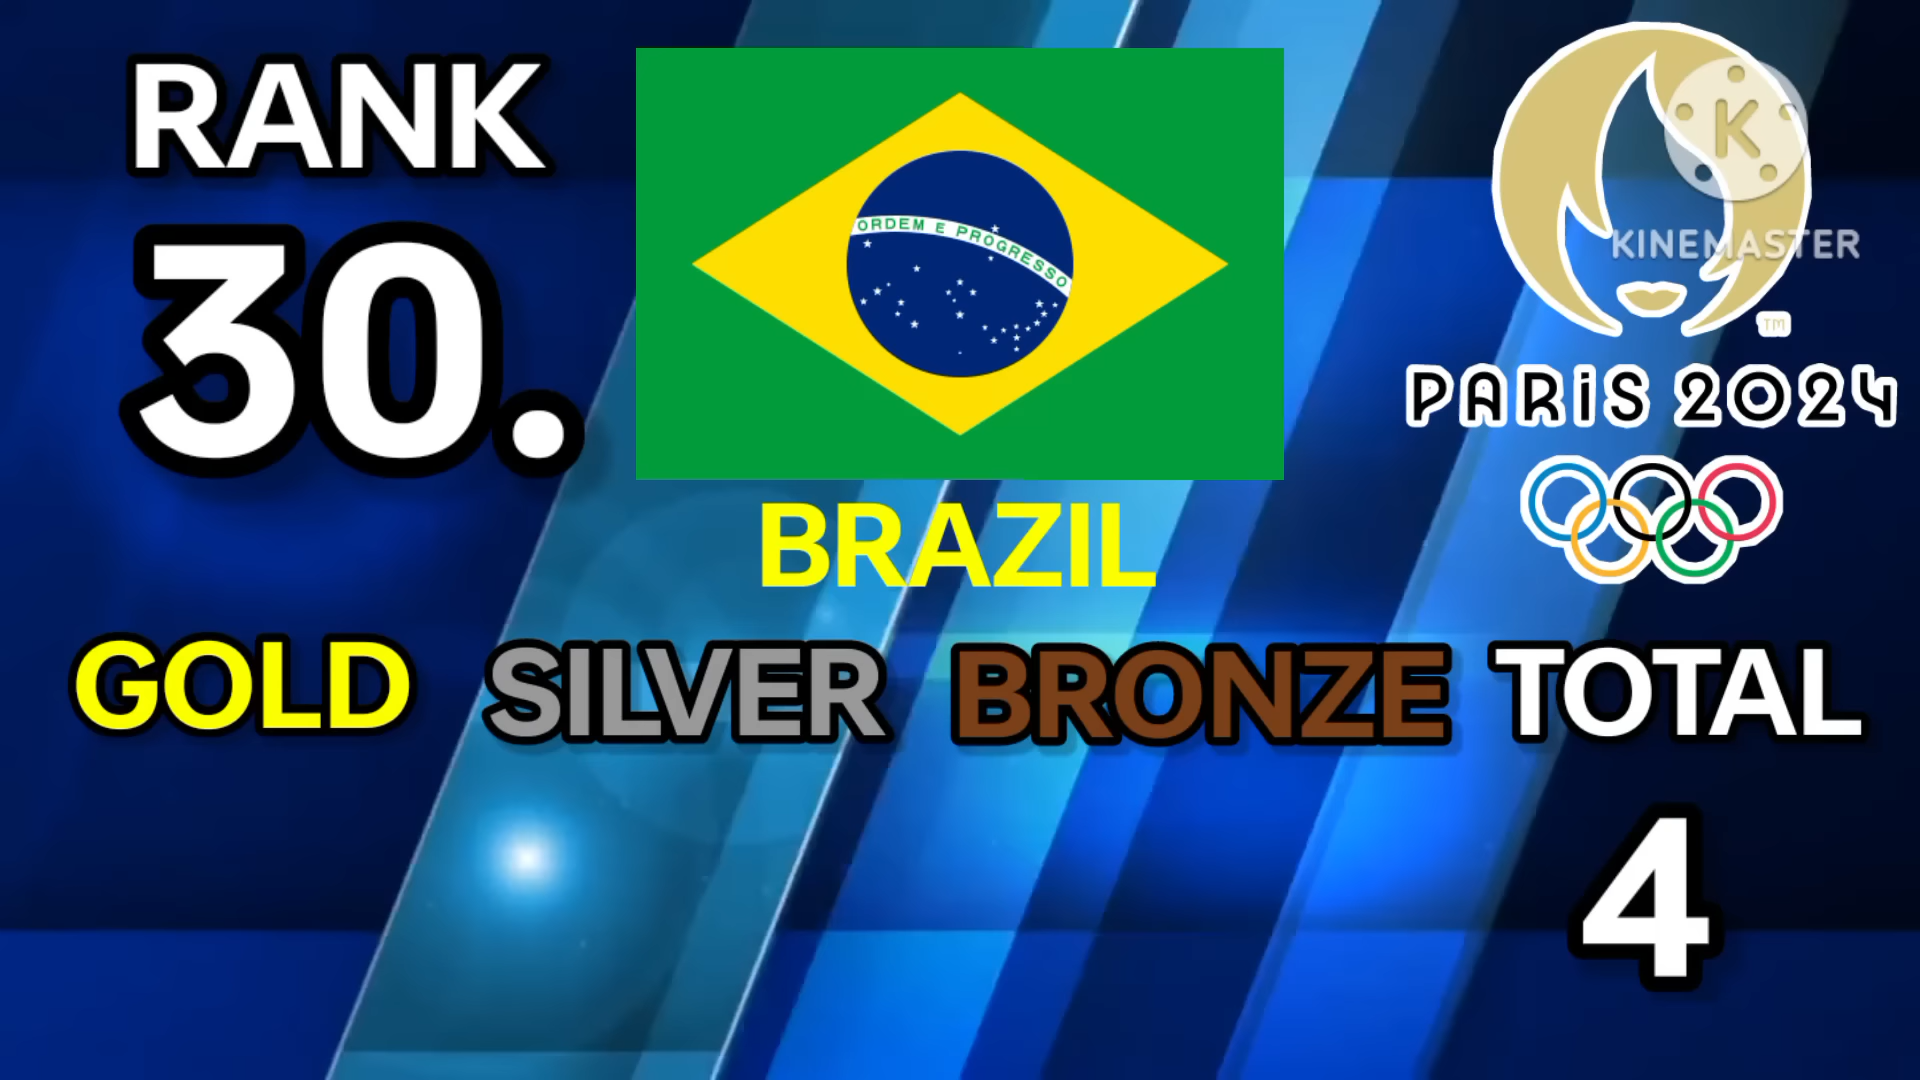 RANK
30.
ORDEM E PROGRESSO
K
KINEMASTER
TM
PARIS 2024
BRAZIL
GOLD SILVER BRONZE TOTAL
4